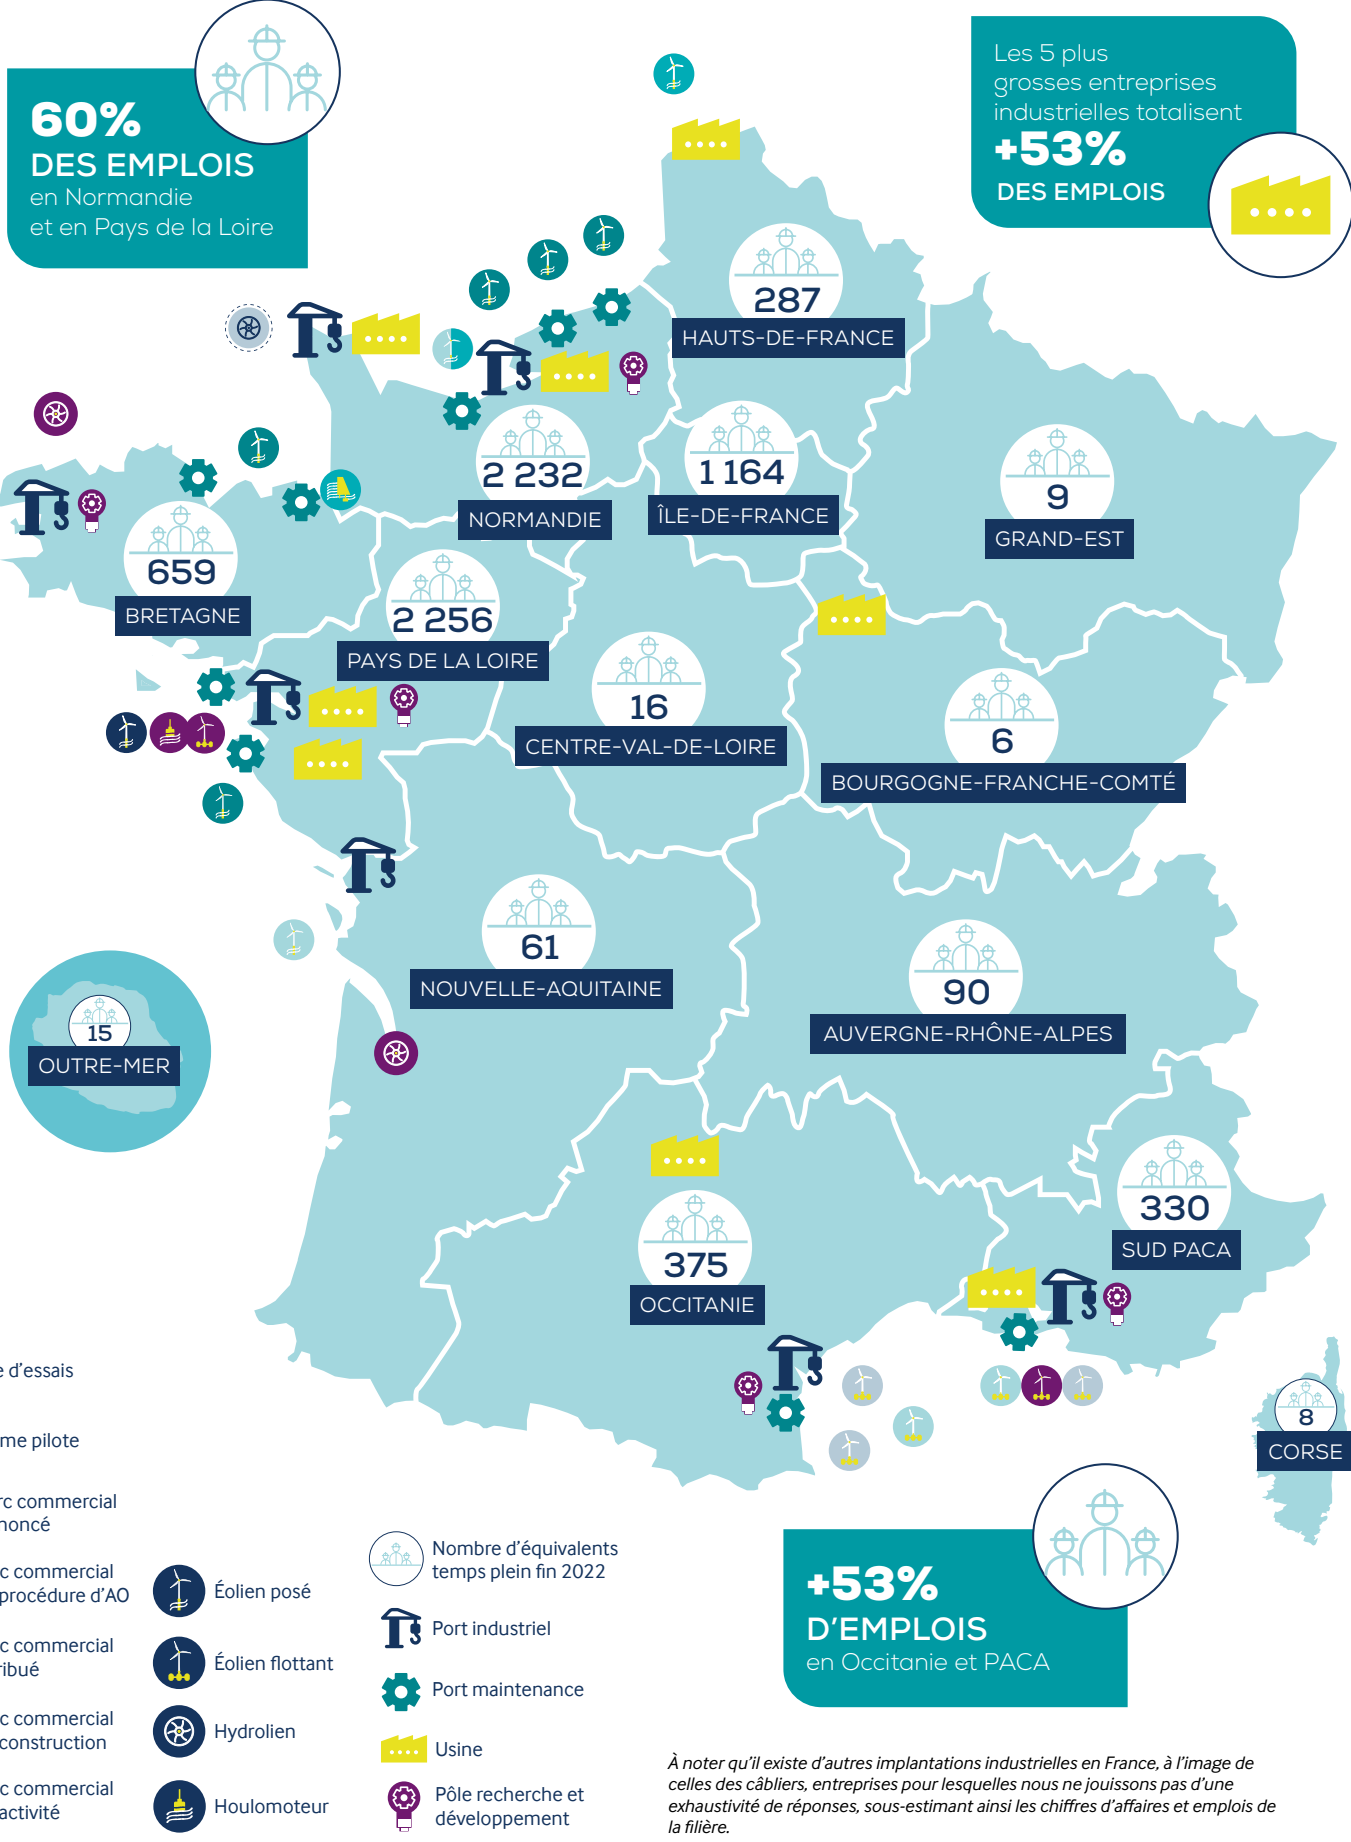 60%
DES EMPLOIS
en Normandie
et en Pays de la Loire
Les 5 plus
grosses entreprises
industrielles totalisent
+53%
DES EMPLOIS
287
HAUTS-DE-FRANCE
2 232
NORMANDIE
1 164
ÎLE-DE-FRANCE
9
GRAND-EST
659
BRETAGNE
2 256
PAYS DE LA LOIRE
16
CENTRE-VAL-DE-LOIRE
6
BOURGOGNE-FRANCHE-COMTÉ
61
NOUVELLE-AQUITAINE
90
AUVERGNE-RHÔNE-ALPES
15
OUTRE-MER
330
SUD PACA
375
OCCITANIE
8
CORSE
d'essais
pilote
commercial
commercial
procédure d'AO
commercial
commercial
construction
commercial
activité
Éolien posé
Éolien flottant
Hydrolien
Houlomoteur
Nombre d'équivalents
temps plein fin 2022
Port industriel
Port maintenance
Usine
Pôle recherche et
développement
+53%
D'EMPLOIS
en Occitanie et PACA
À noter qu'il existe d'autres implantations industrielles en France, à l'image de
celles des câbliers, entreprises pour lesquelles nous ne jouissons pas d'une
exhaustivité de réponses, sous-estimant ainsi les chiffres d'affaires et emplois de
la filière.